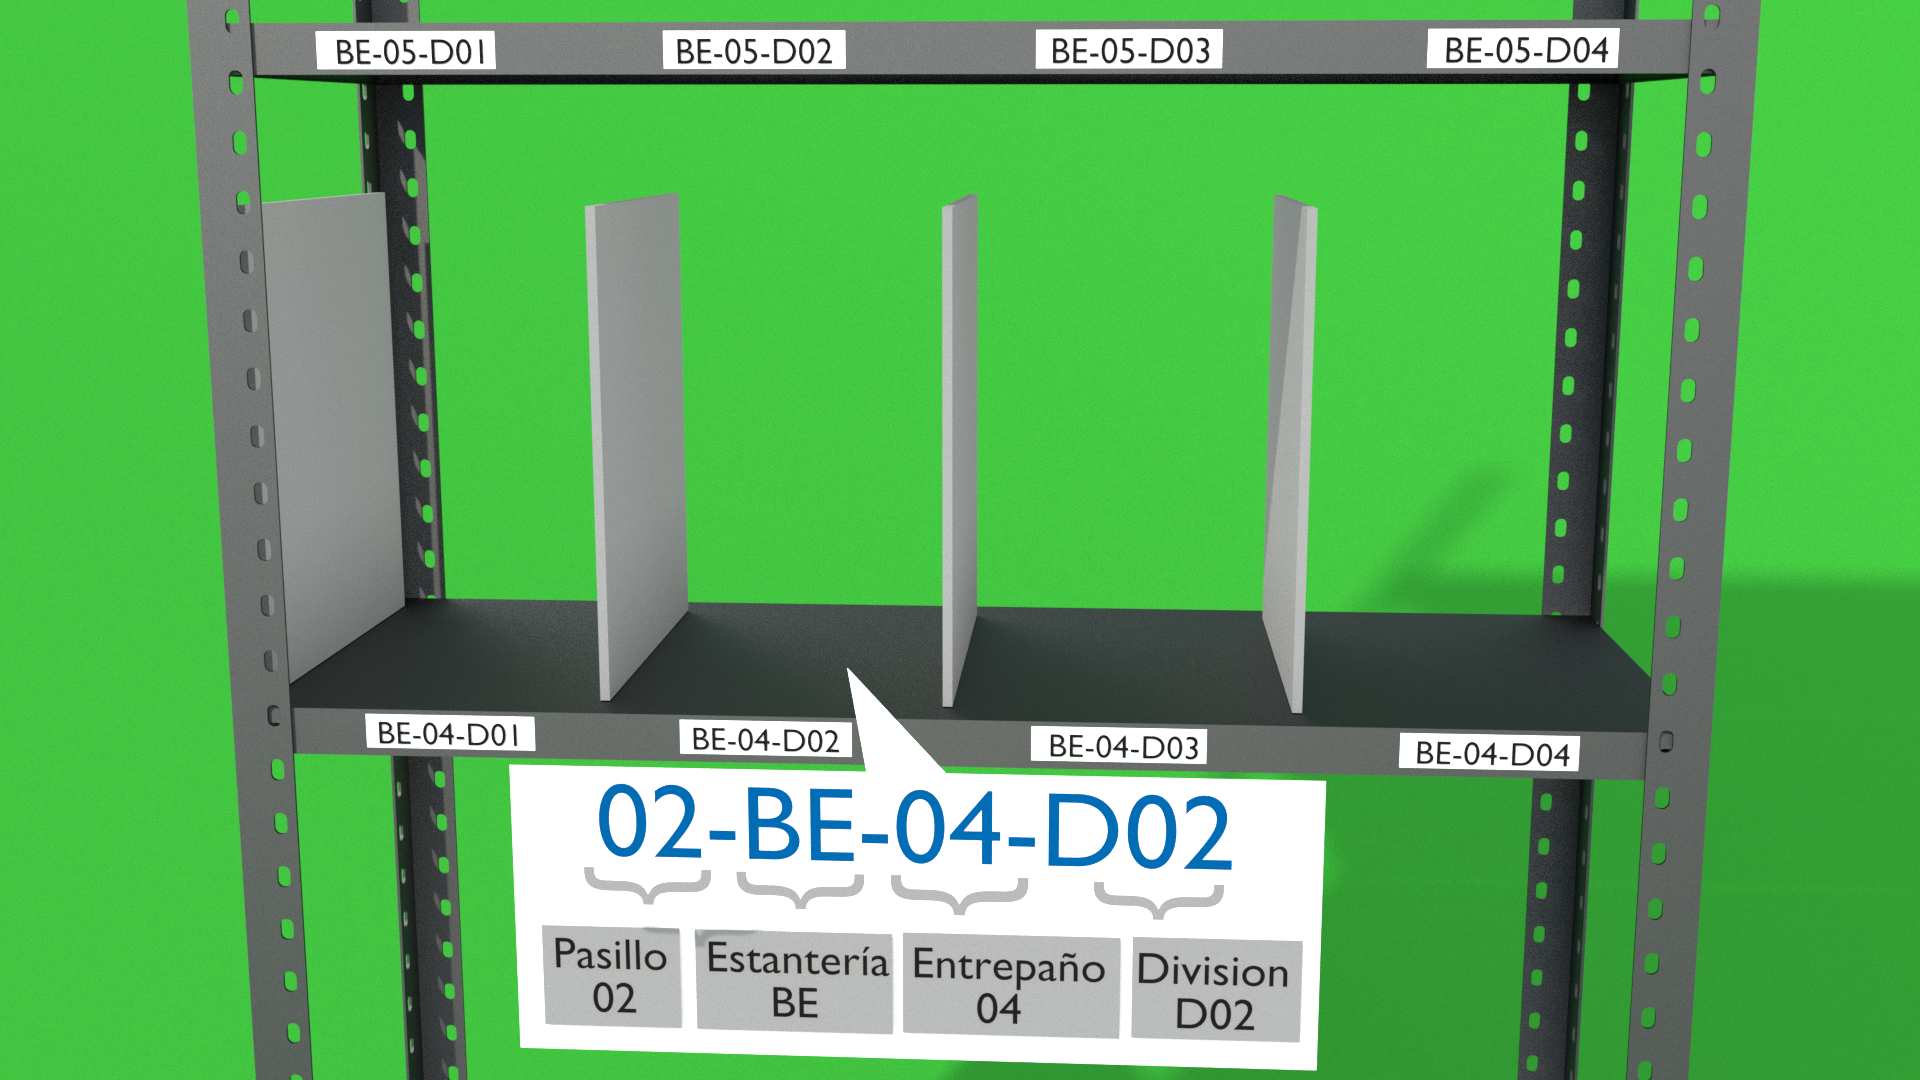 BE-05-D01
BE-05-D02
BE-05-D03
BE-05-D04
BE-04-D01
BE-04-D02
BE-04-D03
BE-04-D04
02-BE-04-D02
Pasillo
02
Estantería
BE
Entrepaño
04
Division
D02